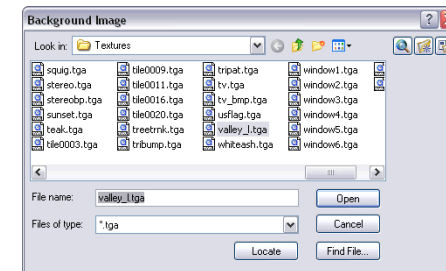 Background Image
Look in: Textures
squig.tga tile0009.tga tripat.tga window1.tga
stereo.tga tile0011.tga tv.tga window2.tga
stereobp.tga tile0016.tga tv_bmp.tga window3.tga
sunset.tga tile0020.tga usflag.tga window4.tga
teak.tga treetrnk.tga valley_l.tga window5.tga
tile0003.tga tribump.tga whiteash.tga window6.tga
File name: valley_l.tga Open
Files of type: *.tga Cancel
Locate Find File...